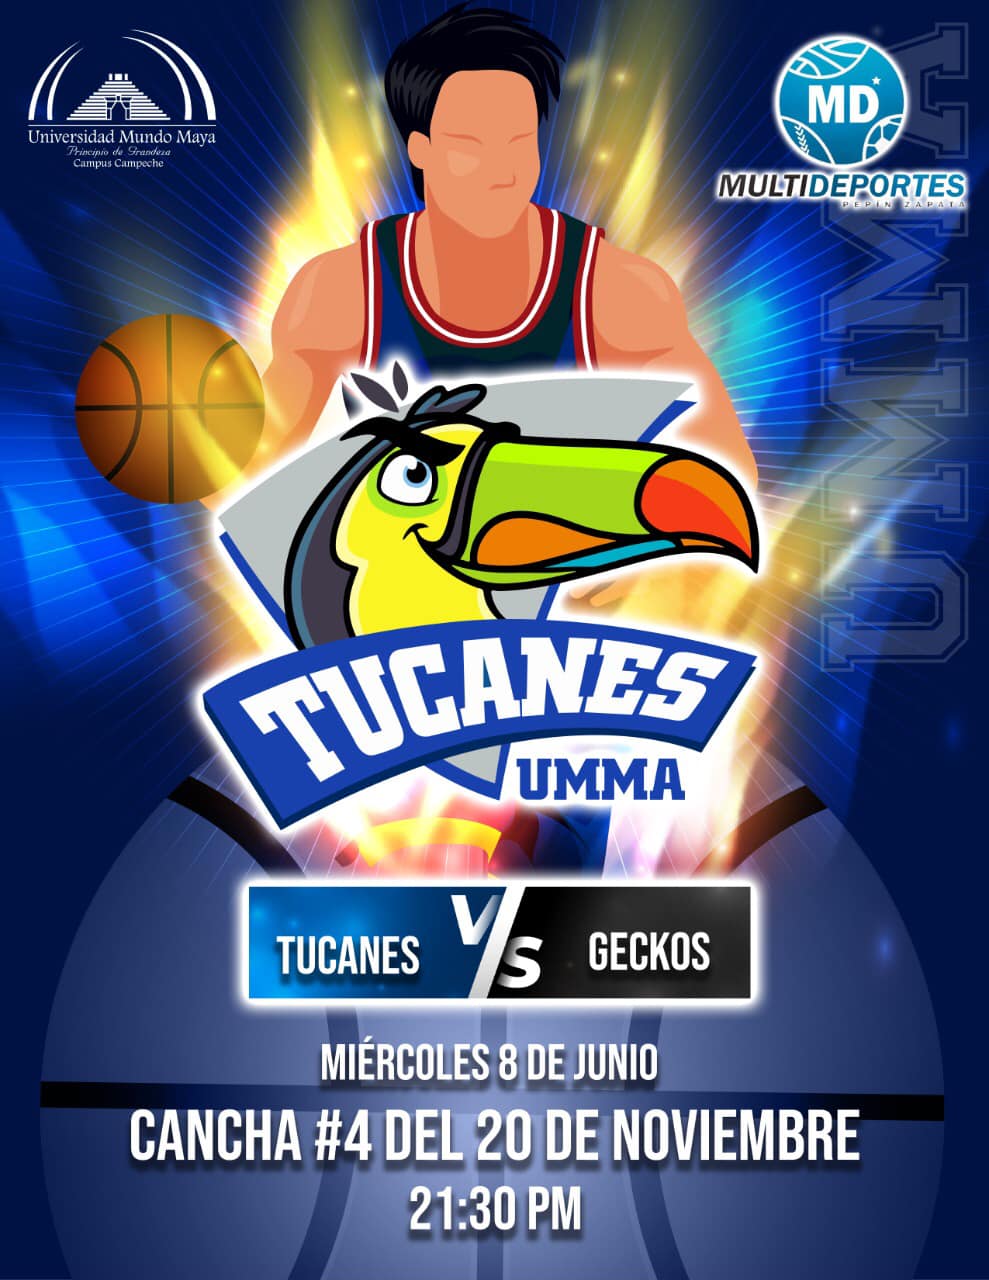 Universidad Mundo Maya
Principio de Grandeza
Campus Campeche
MD
MULTIDEPORTES
PEPÍN ZAPATA
UMMA
TUCANES
UMMA
TUCANES
VS
GECKOS
MIÉRCOLES 8 DE JUNIO
CANCHA #4 DEL 20 DE NOVIEMBRE
21:30 PM